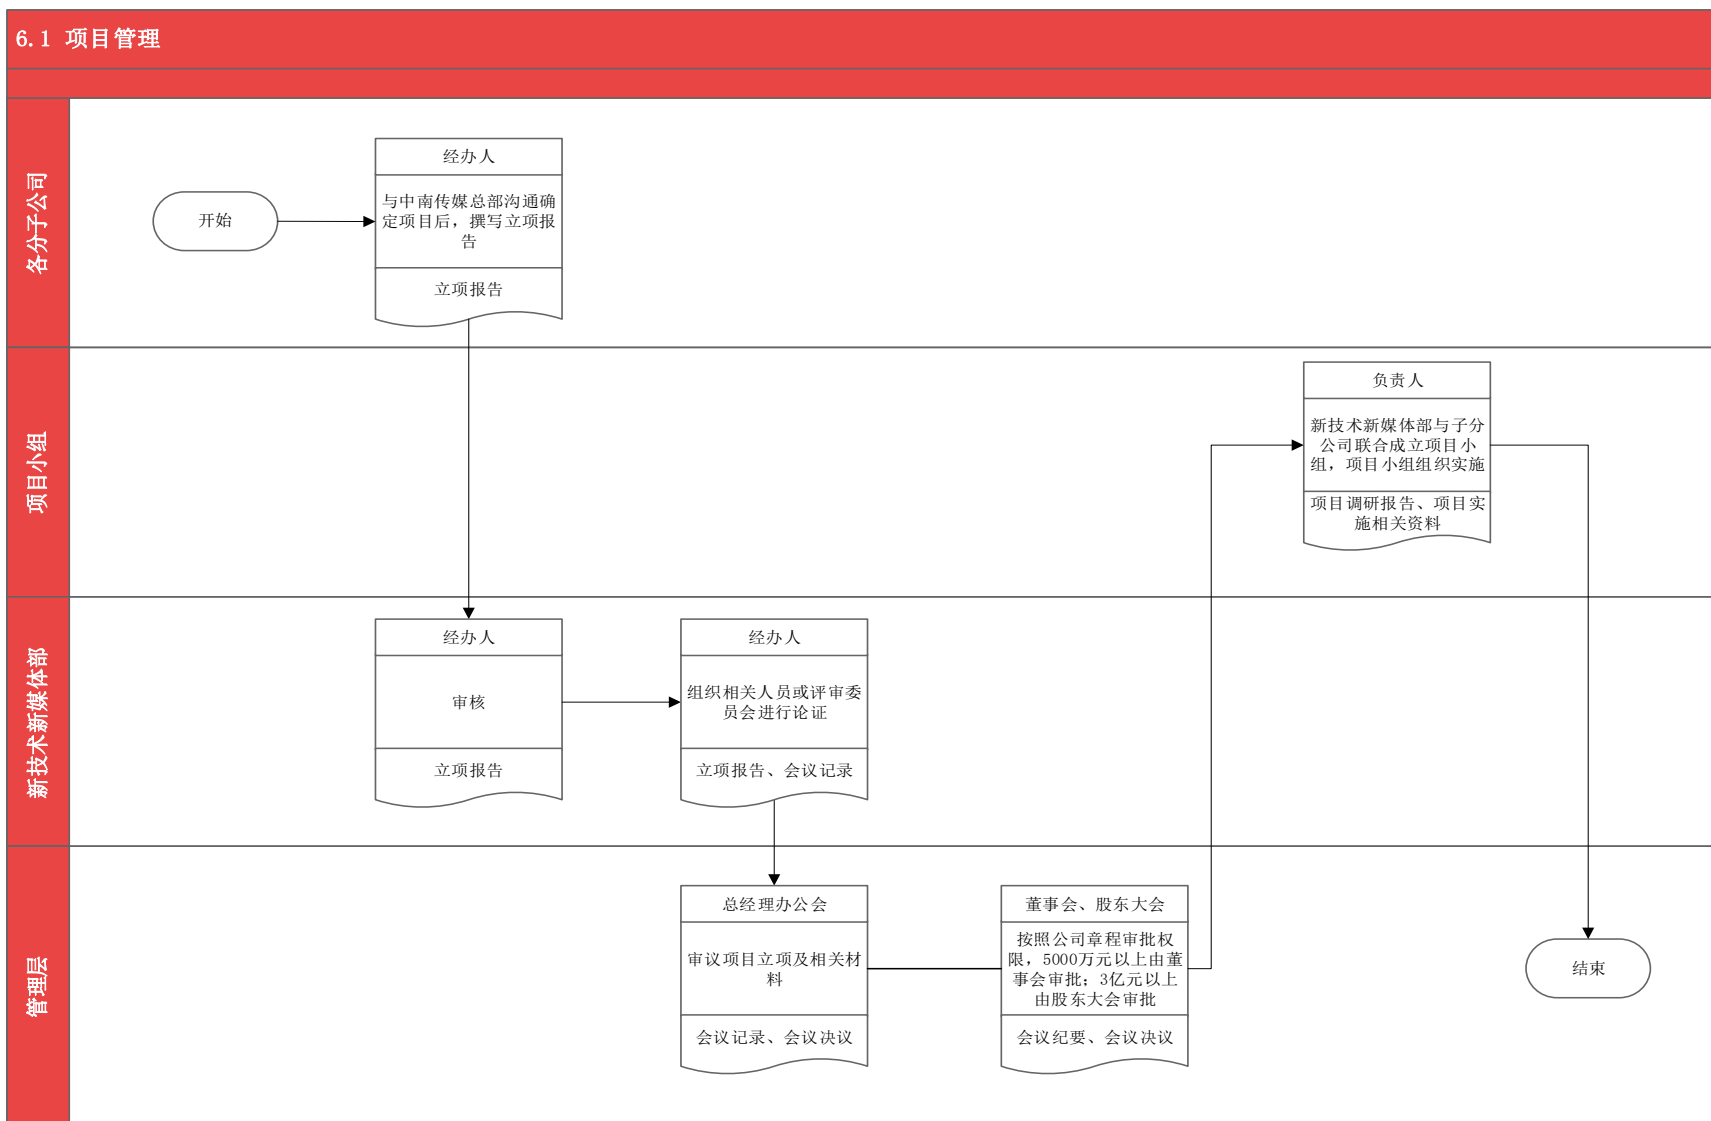 6.1 项目管理
各分子公司
开始
经办人
与中南传媒总部沟通确
定项目后，撰写立项报
告
立项报告
项目小组
负责人
新技术新媒体部与子分
公司联合成立项目小
组，项目小组组织实施
项目调研报告、项目实
施相关资料
新技术新媒体部
经办人
审核
立项报告
经办人
组织相关人员或评审委
员会进行论证
立项报告、会议记录
管理层
总经理办公会
审议项目立项及相关材
料
会议记录、会议决议
董事会、股东大会
按照公司章程审批权
限，5000万元以上由董
事会审批；3亿元以上
由股东大会审批
会议纪要、会议决议
结束